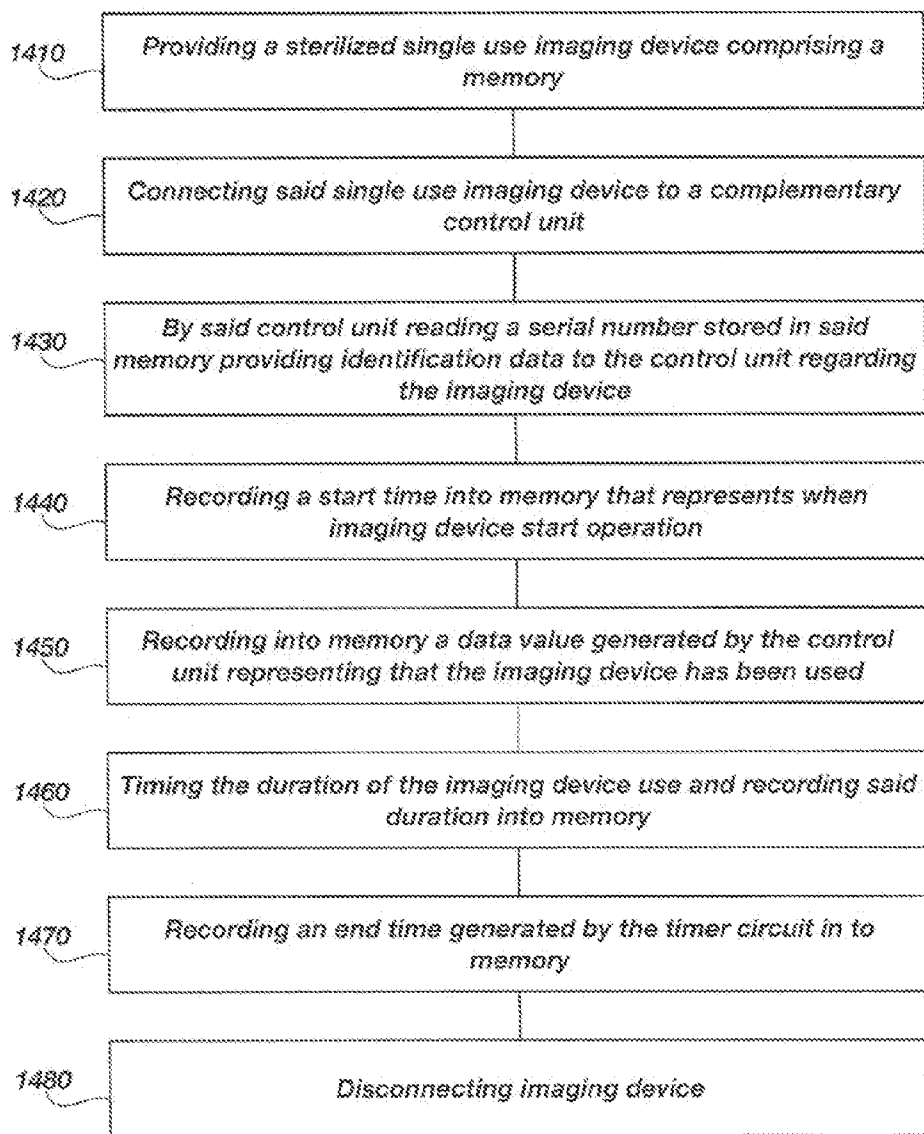 1410
Providing a sterilized single use imaging device comprising a
memory
1420
Connecting said single use imaging device to a complementary
control unit
1430
By said control unit reading a serial number stored in said
memory providing identification data to the control unit regarding
the imaging device
1440
Recording a start time into memory that represents when
imaging device start operation
1450
Recording into memory a data value generated by the control
unit representing that the imaging device has been used
1460
Timing the duration of the imaging device use and recording said
duration into memory
1470
Recording an end time generated by the timer circuit in to
memory
1480
Disconnecting imaging device